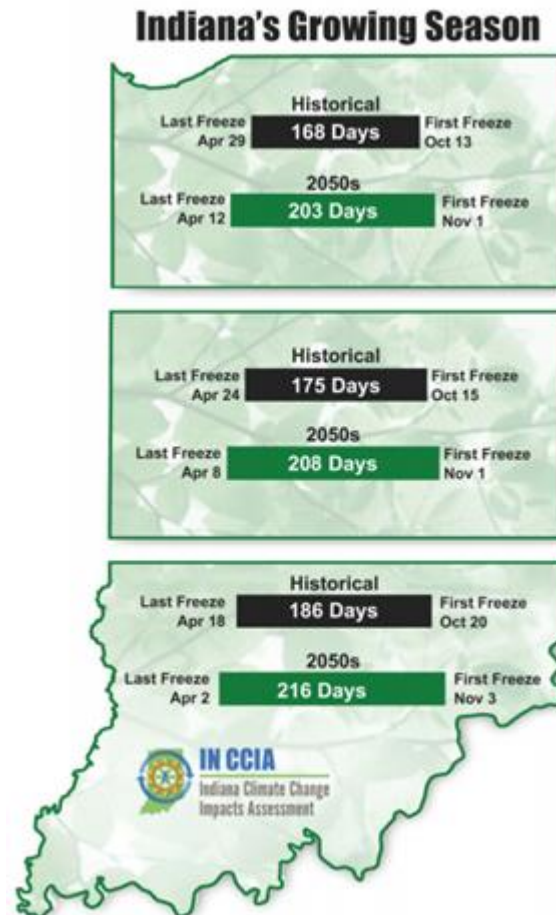 Indiana's Growing Season
Historical
Last Freeze
Apr 29
168 Days
First Freeze
Oct 13
2050s
Last Freeze
Apr 12
203 Days
First Freeze
Nov 1
Historical
Last Freeze
Apr 24
175 Days
First Freeze
Oct 15
2050s
Last Freeze
Apr 8
208 Days
First Freeze
Nov 1
Historical
Last Freeze
Apr 18
186 Days
First Freeze
Oct 20
2050s
Last Freeze
Apr 2
216 Days
First Freeze
Nov 3
IN CCIA
Indiana Climate Change
Impacts Assessment